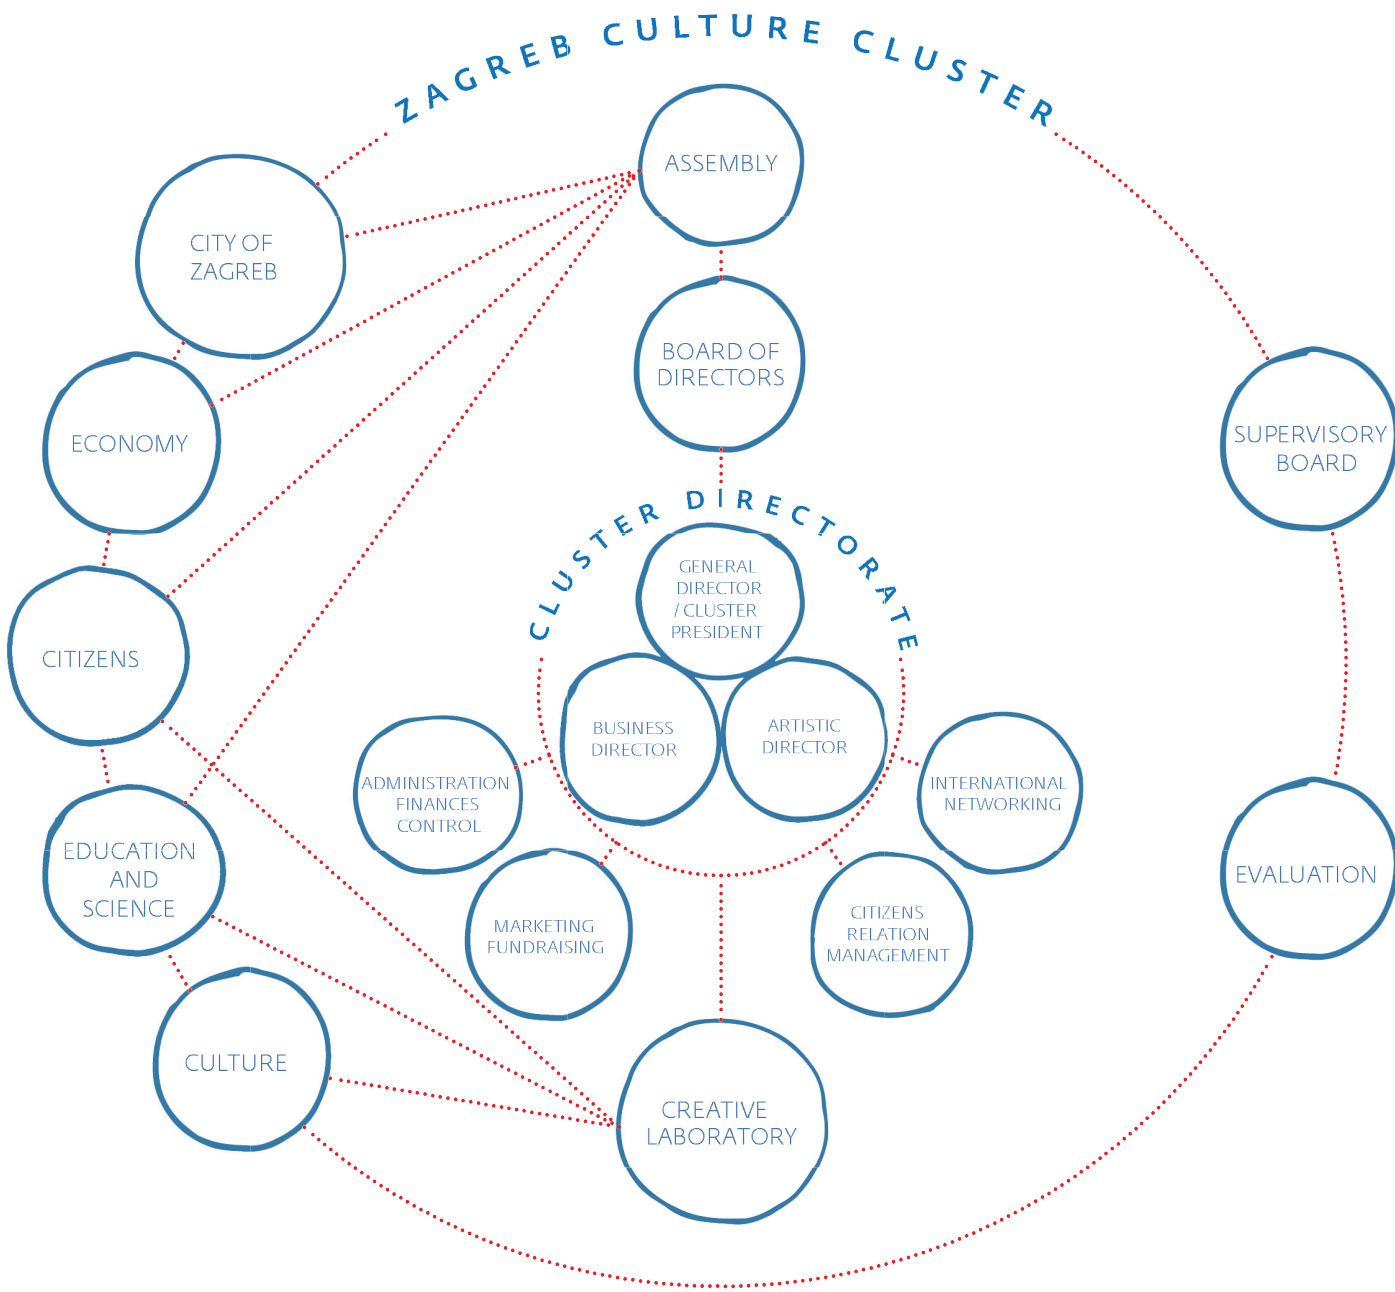 ZAGREB CULTURE CLUSTER
ASSEMBLY
CITY OF
ZAGREB
BOARD OF
DIRECTORS
ECONOMY
SUPERVISORY
BOARD
CLUSTER DIRECTORATE
GENERAL
DIRECTOR
/ CLUSTER
PRESIDENT
CITIZENS
BUSINESS
DIRECTOR
ARTISTIC
DIRECTOR
ADMINISTRATION
FINANCES
CONTROL
INTERNATIONAL
NETWORKING
EDUCATION
AND
SCIENCE
EVALUATION
MARKETING
FUNDRAISING
CITIZENS
RELATION
MANAGEMENT
CULTURE
CREATIVE
LABORATORY